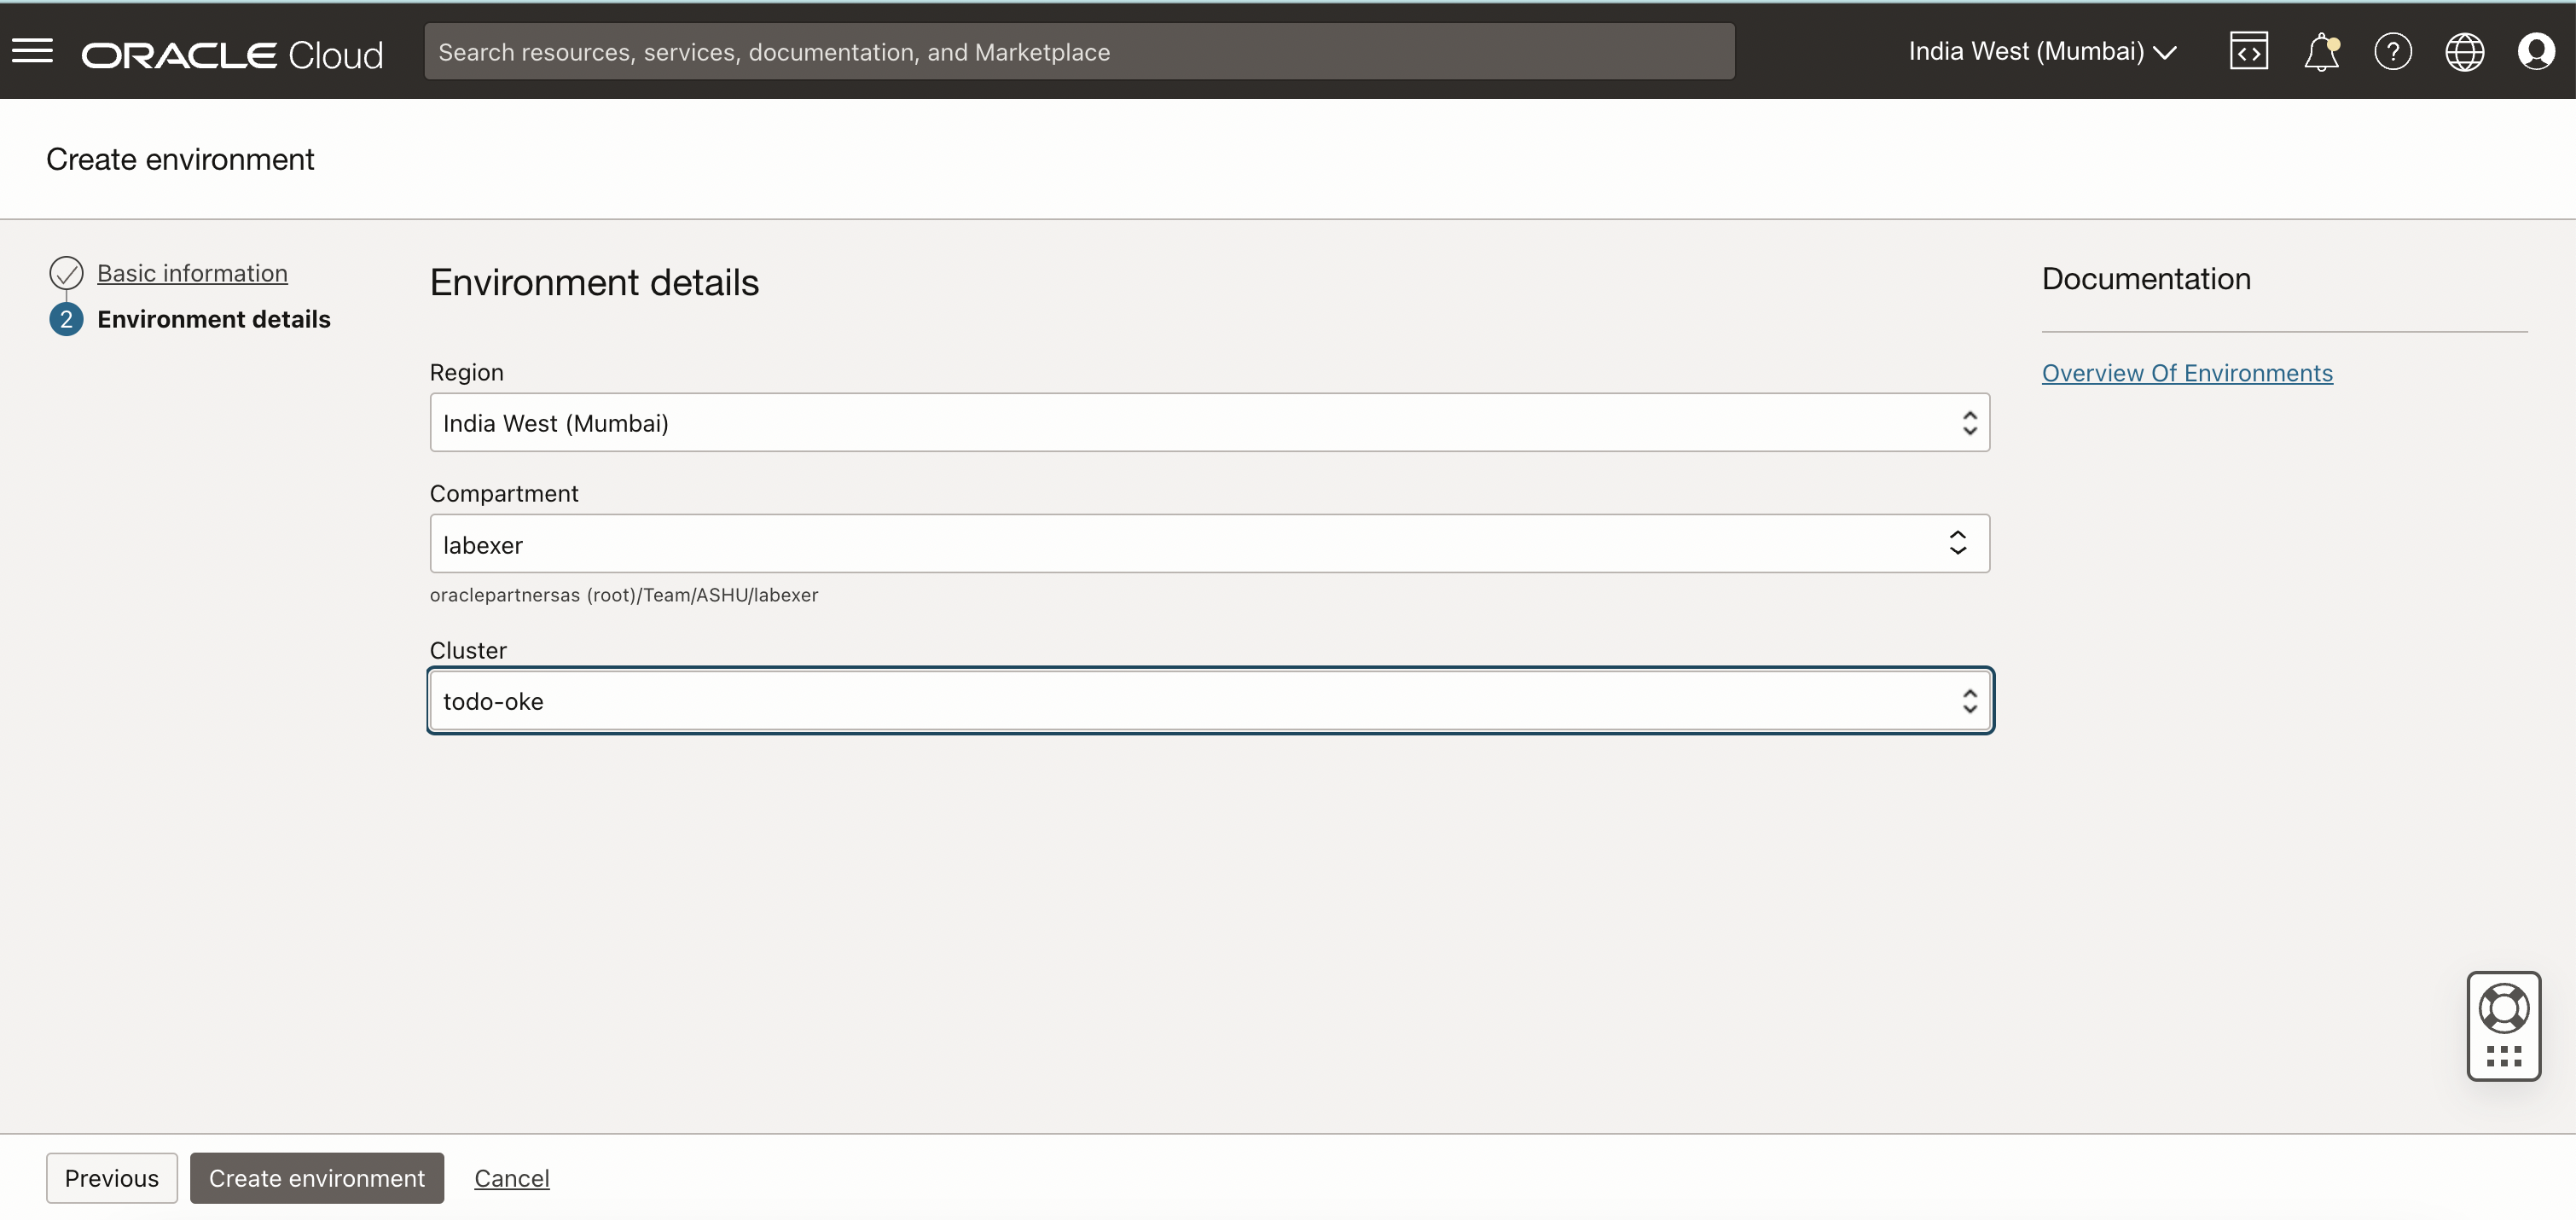 ORACLE Cloud
Search resources, services, documentation, and Marketplace
India West (Mumbai)
Create environment
Basic information
2 Environment details
Environment details
Region
India West (Mumbai)
Compartment
labexer
oraclepartnersas (root)/Team/ASHU/labexer
Cluster
todo-oke
Documentation
Overview Of Environments
Previous
Create environment
Cancel